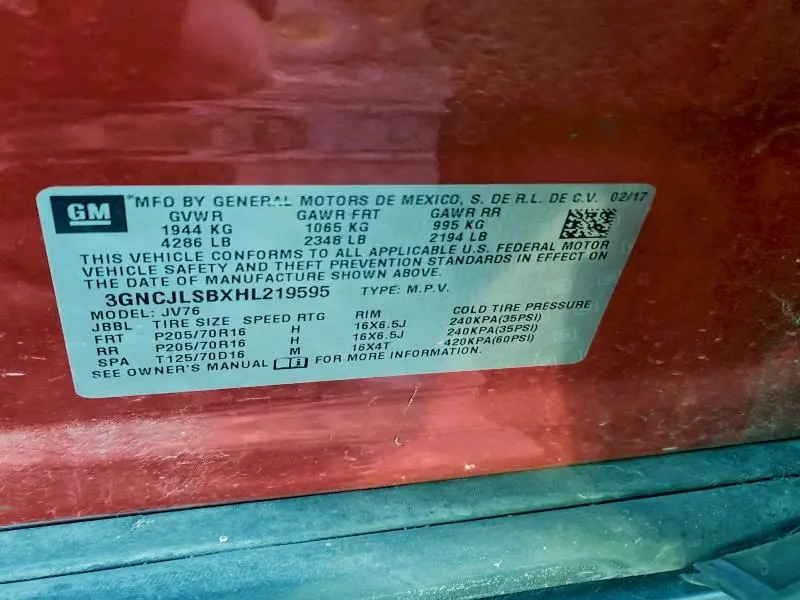 GM
*MFD BY GENERAL MOTORS DE MEXICO, S. DE R.L. DE C.V. 02/17
GVWR GAWR FRT GAWR RR
1944 KG 1065 KG 995 KG
4286 LB 2348 LB 2194 LB
THIS VEHICLE CONFORMS TO ALL APPLICABLE U.S. FEDERAL MOTOR
VEHICLE SAFETY AND THEFT PREVENTION STANDARDS IN EFFECT ON
THE DATE OF MANUFACTURE SHOWN ABOVE.
3GNCJLSBXHL219595 TYPE: M.P.V.
MODEL: JV76
JBBL TIRE SIZE SPEED RTG RIM COLD TIRE PRESSURE
FRT P205/70R16 H 16X6.5J 240KPA(35PSI)
RR P205/70R16 H 16X6.5J 240KPA(35PSI)
SPA T125/70D16 M 16X4T 420KPA(60PSI)
SEE OWNER'S MANUAL FOR MORE INFORMATION.